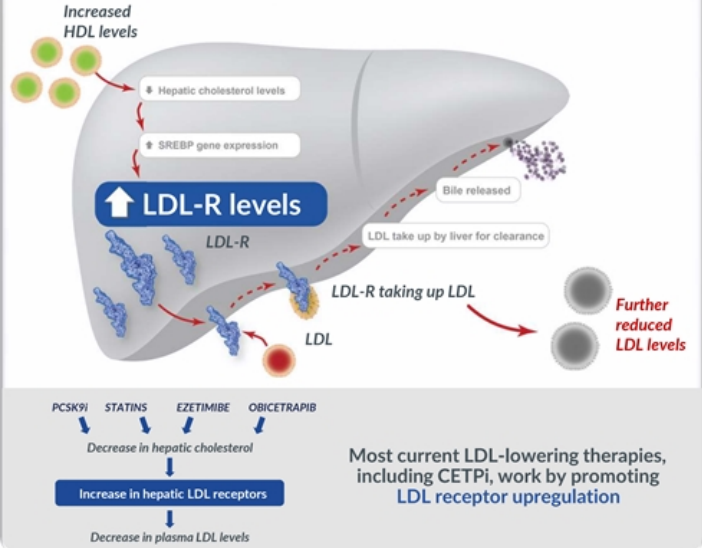 Increased
HDL levels
Hepatic cholesterol levels
SREBP gene expression
LDL-R levels
LDL-R
Bile released
LDL take up by liver for clearance
LDL-R taking up LDL
LDL
Further
reduced
LDL levels
PCSK9i STATINS EZETIMIBE OBICETRAPIB
Decrease in hepatic cholesterol
Increase in hepatic LDL receptors
Decrease in plasma LDL levels
Most current LDL-lowering therapies,
including CETPi, work by promoting
LDL receptor upregulation